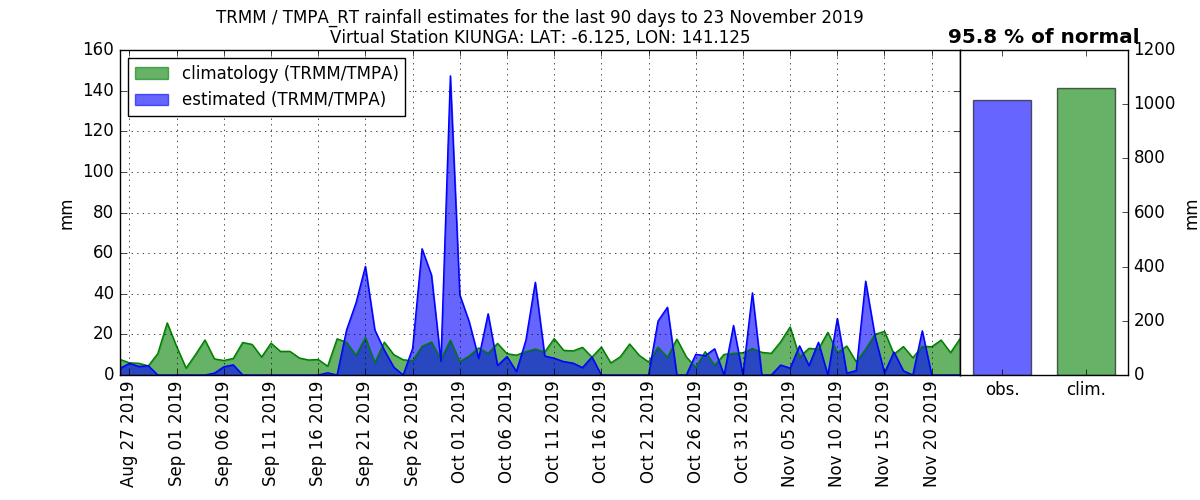 TRMM / TMPA_RT rainfall estimates for the last 90 days to 23 November 2019
Virtual Station KIUNGA: LAT: -6.125, LON: 141.125
95.8 % of normal
climatology (TRMM/TMPA)
estimated (TRMM/TMPA)
160
140
120
100
80
60
40
20
0
mm
Aug 27 2019
Sep 01 2019
Sep 06 2019
Sep 11 2019
Sep 16 2019
Sep 21 2019
Sep 26 2019
Oct 01 2019
Oct 06 2019
Oct 11 2019
Oct 16 2019
Oct 21 2019
Oct 26 2019
Oct 31 2019
Nov 05 2019
Nov 10 2019
Nov 15 2019
Nov 20 2019
1200
1000
800
600
400
200
0
mm
obs.
clim.